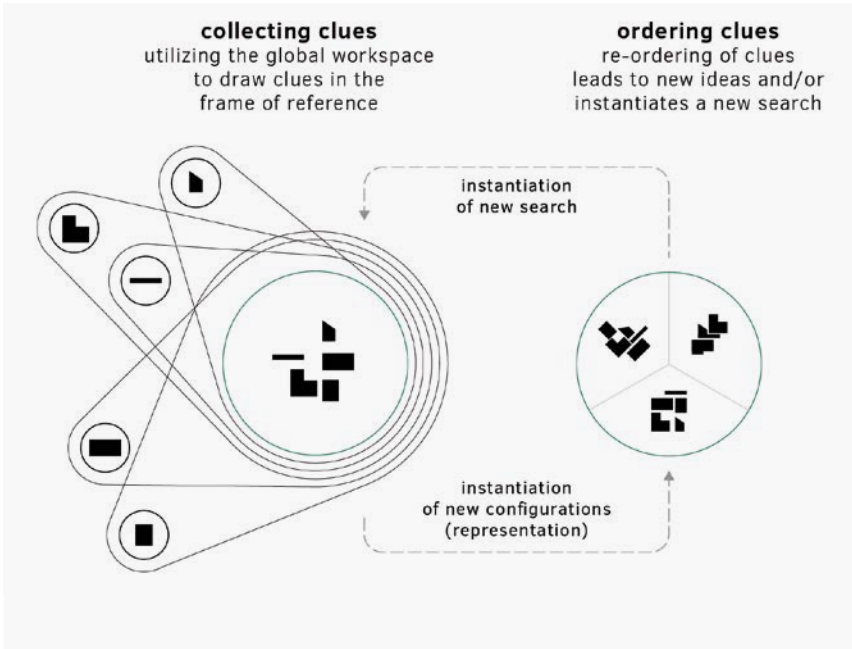 collecting clues
utilizing the global workspace
to draw clues in the
frame of reference
ordering clues
re-ordering of clues
leads to new ideas and/or
instantiates a new search
instantiation
of new search
instantiation
of new configurations
(representation)